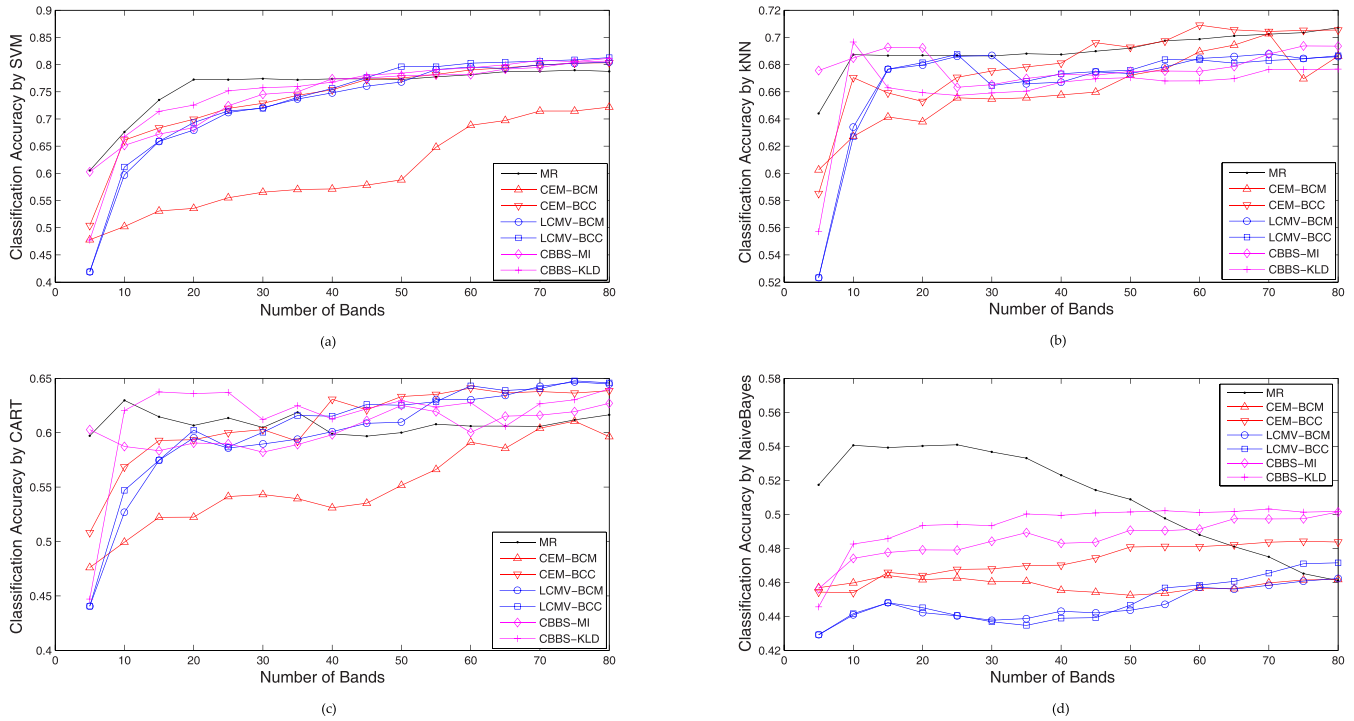 0.9
0.85
0.8
0.75
0.7
0.65
0.6
0.55
0.5
0.45
0.4
0 10 20 30 40 50 60 70 80
Classification Accuracy by SVM
Number of Bands
MR
CEM-BCM
CEM-BCC
LCMV-BCM
LCMV-BCC
CBBS-MI
CBBS-KLD
(a)
0.72
0.7
0.68
0.66
0.64
0.62
0.6
0.58
0.56
0.54
0.52
0 10 20 30 40 50 60 70 80
Classification Accuracy by kNN
Number of Bands
MR
CEM-BCM
CEM-BCC
LCMV-BCM
LCMV-BCC
CBBS-MI
CBBS-KLD
(b)
0.65
0.6
0.55
0.5
0.45
0.4
0 10 20 30 40 50 60 70 80
Classification Accuracy by CART
Number of Bands
MR
CEM-BCM
CEM-BCC
LCMV-BCM
LCMV-BCC
CBBS-MI
CBBS-KLD
(c)
0.58
0.56
0.54
0.52
0.5
0.48
0.46
0.44
0.42
0 10 20 30 40 50 60 70 80
Classification Accuracy by NaiveBayes
Number of Bands
MR
CEM-BCM
CEM-BCC
LCMV-BCM
LCMV-BCC
CBBS-MI
CBBS-KLD
(d)